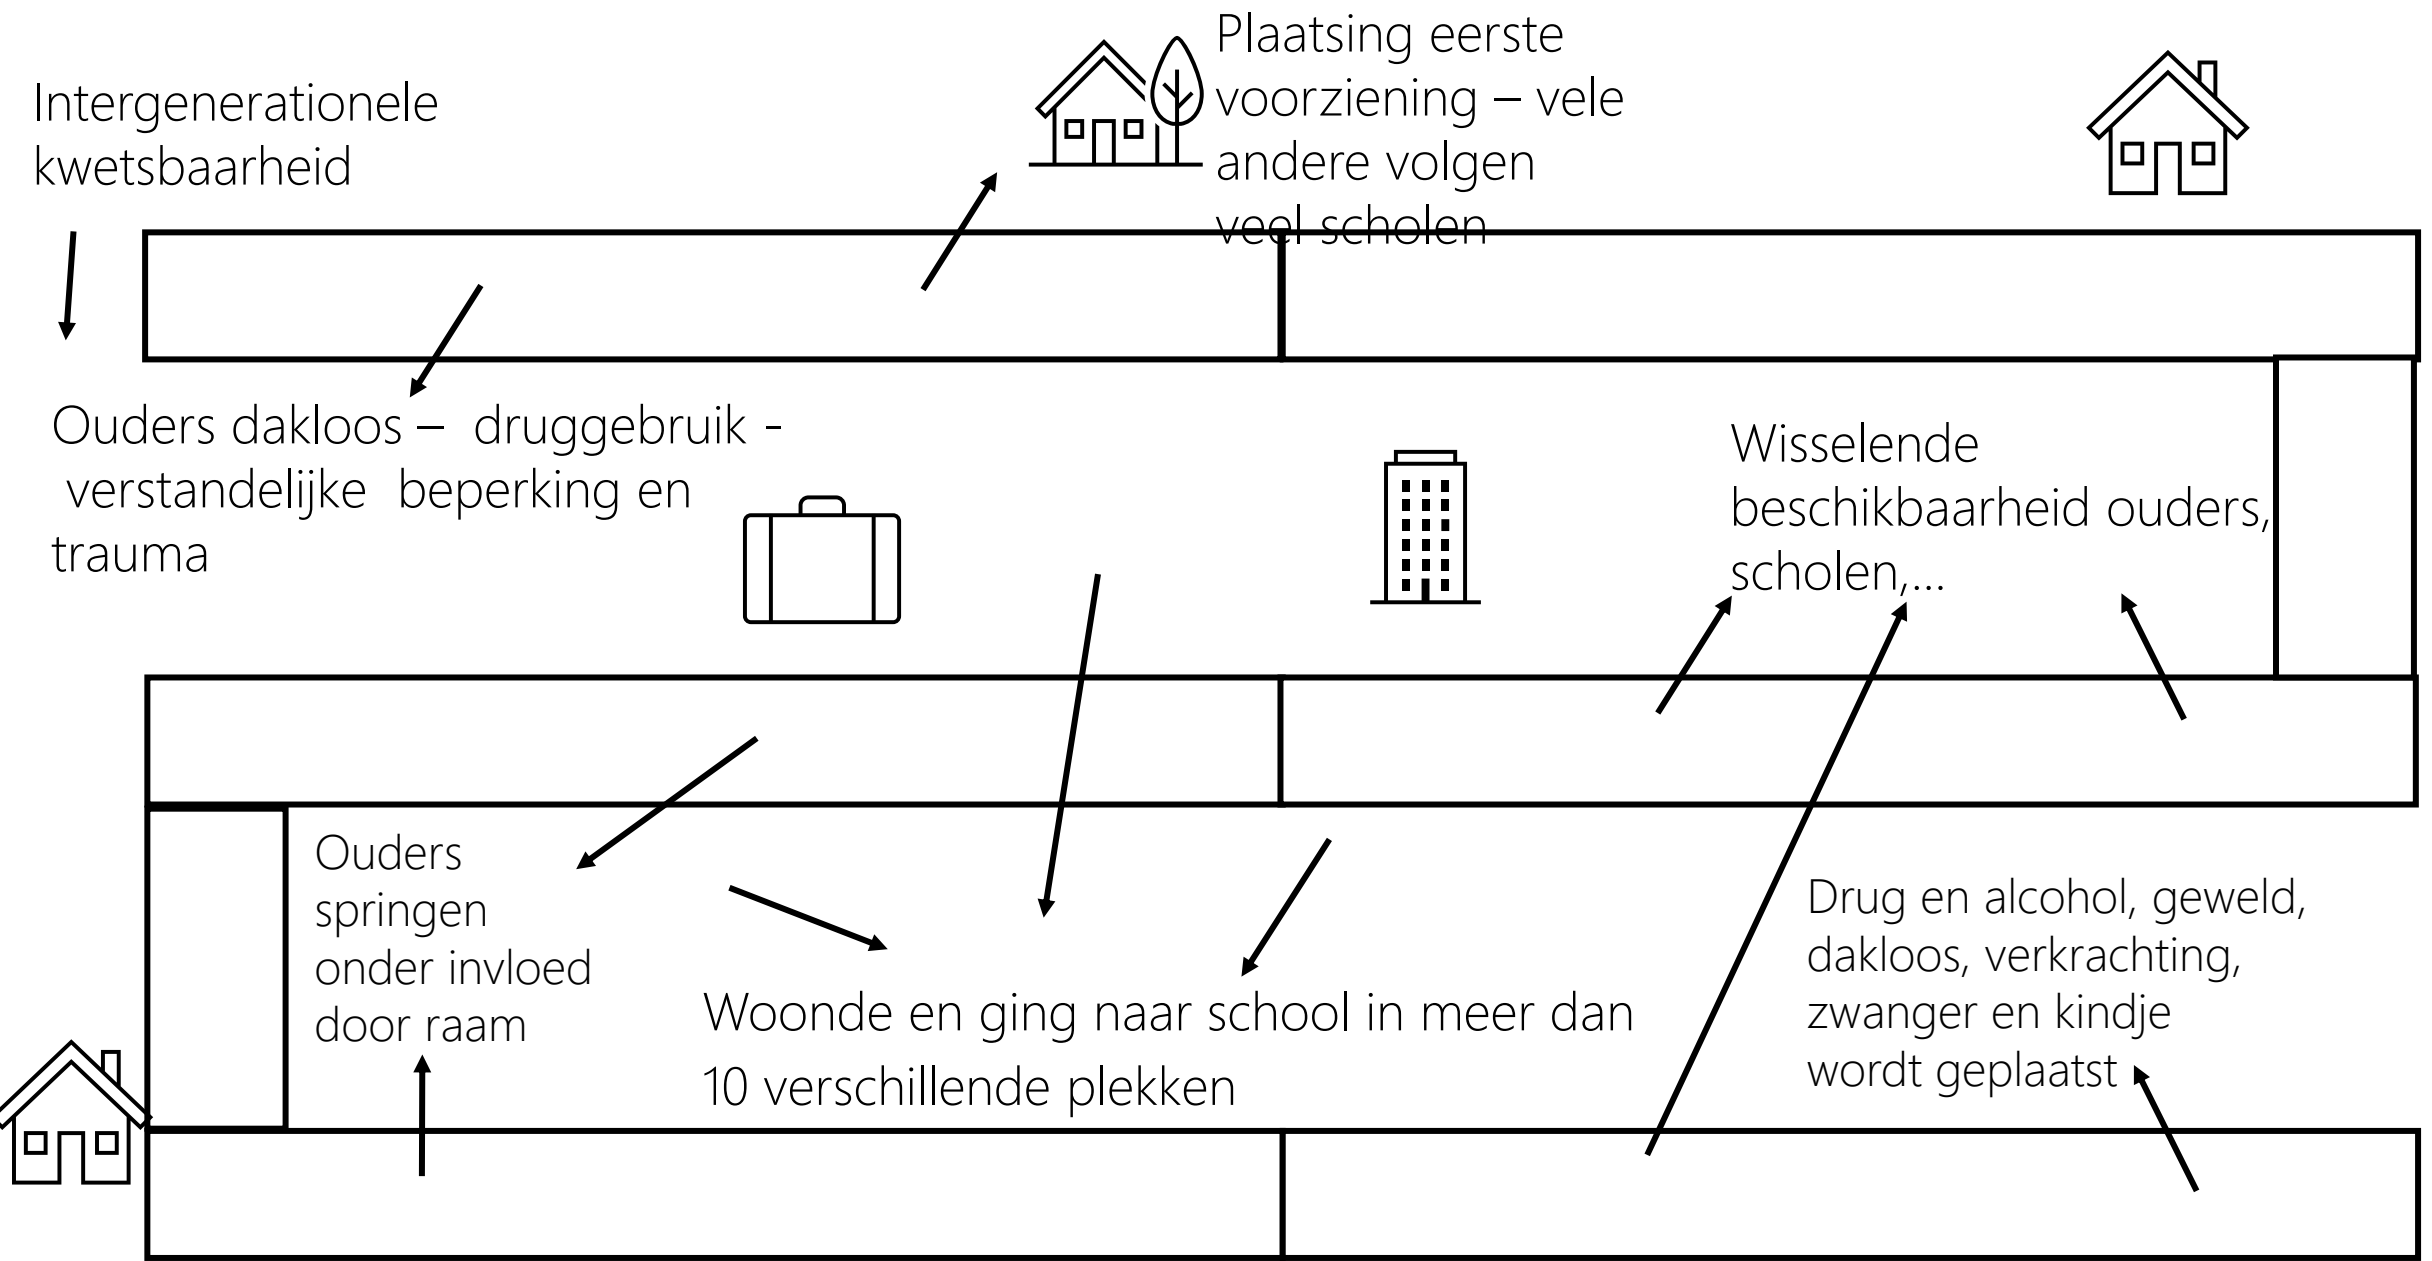 Intergenerationele
kwetsbaarheid
Plaatsing eerste
voorziening – vele
andere volgen
veel scholen
Ouders dakloos – druggebruik -
verstandelijke beperking en
trauma
Wisselende
beschikbaarheid ouders,
scholen,...
Ouders
springen
onder invloed
door raam
Woonde en ging naar school in meer dan
10 verschillende plekken
Drug en alcohol, geweld,
dakloos, verkrachting,
zwanger en kindje
wordt geplaatst